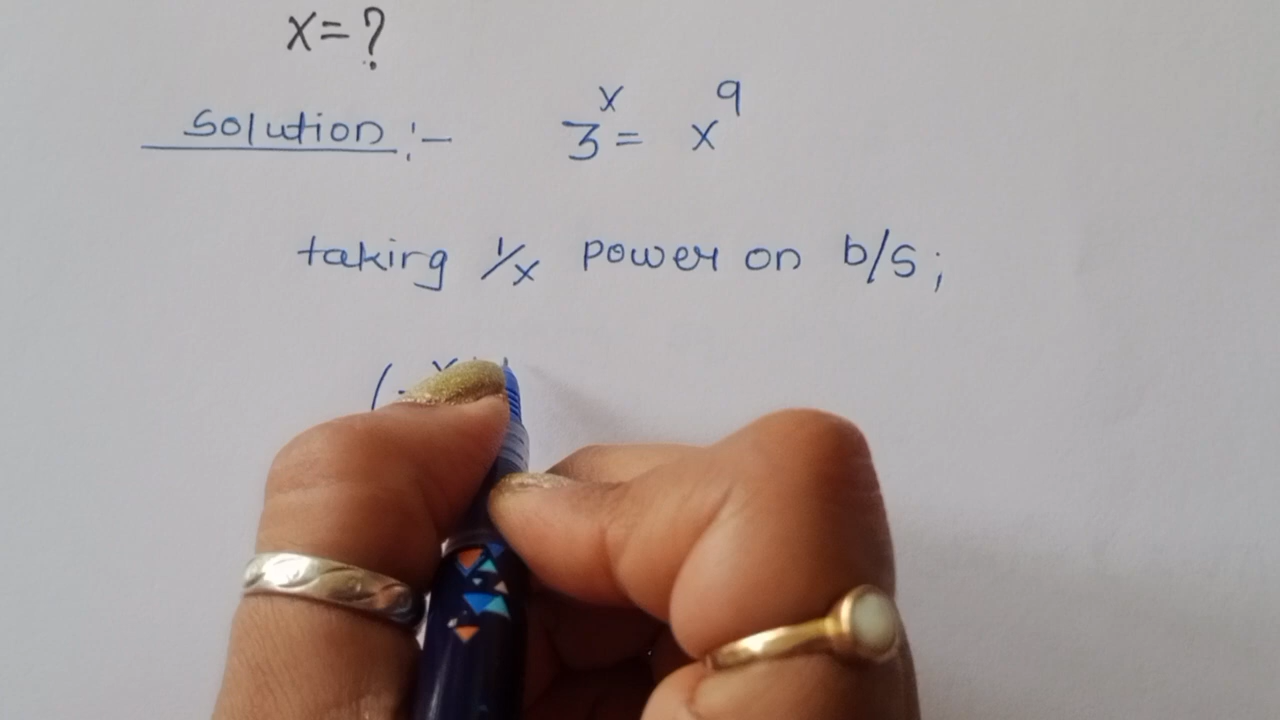 x=?
Solution :- 3^x = x^9
taking 1/x power on b/s;
(